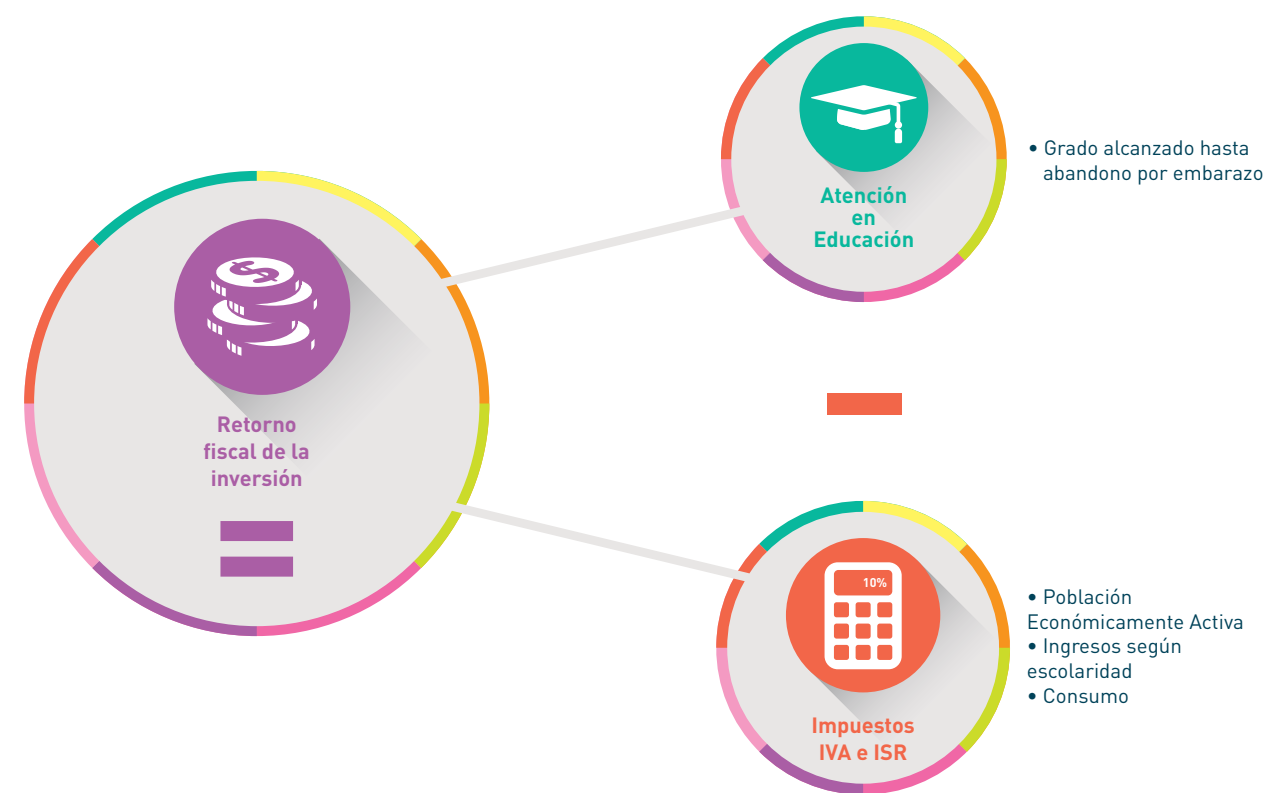 Atención
en
Educación
• Grado alcanzado hasta
abandono por embarazo
$
Retorno
fiscal de la
inversión
10%
Impuestos
IVA e ISR
• Población
Económicamente Activa
• Ingresos según
escolaridad
• Consumo